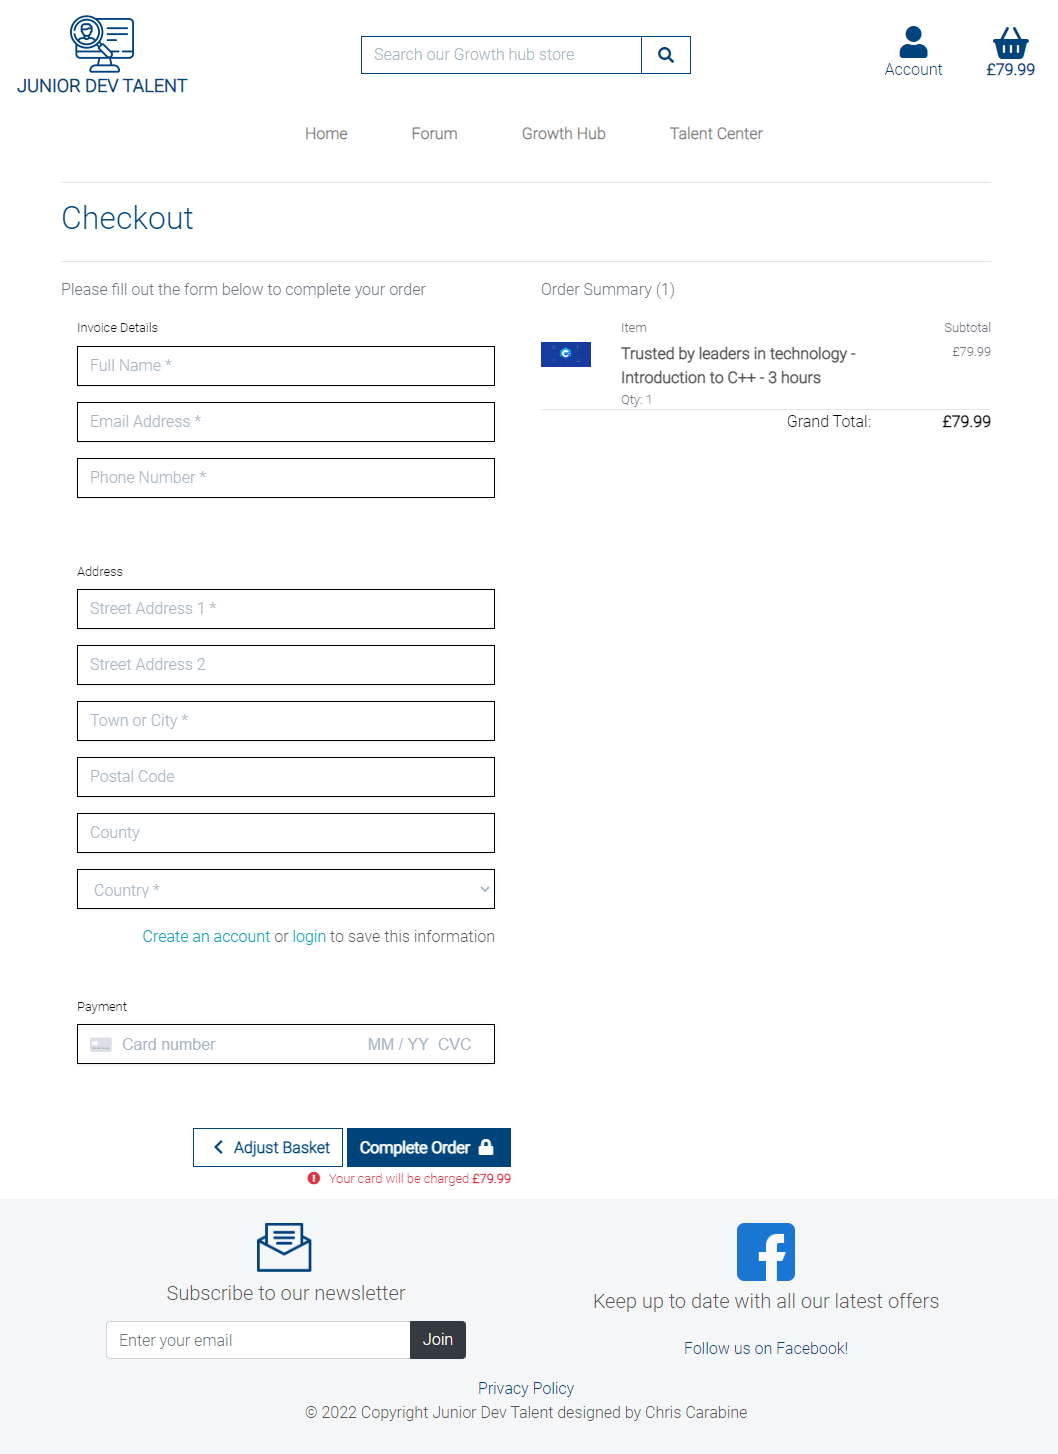 JUNIOR DEV TALENT
Search our Growth hub store
Account
£79.99
Home Forum Growth Hub Talent Center
Checkout
Please fill out the form below to complete your order
Invoice Details
Full Name *
Email Address *
Phone Number *
Address
Street Address 1 *
Street Address 2
Town or City *
Postal Code
County
Country *
Create an account or login to save this information
Payment
Card number MM / YY CVC
Adjust Basket
Complete Order
Your card will be charged £79.99
Order Summary (1)
Item Subtotal
Trusted by leaders in technology - £79.99
Introduction to C++ - 3 hours
Qty: 1
Grand Total: £79.99
Subscribe to our newsletter
Enter your email Join
Keep up to date with all our latest offers
Follow us on Facebook!
Privacy Policy
© 2022 Copyright Junior Dev Talent designed by Chris Carabine